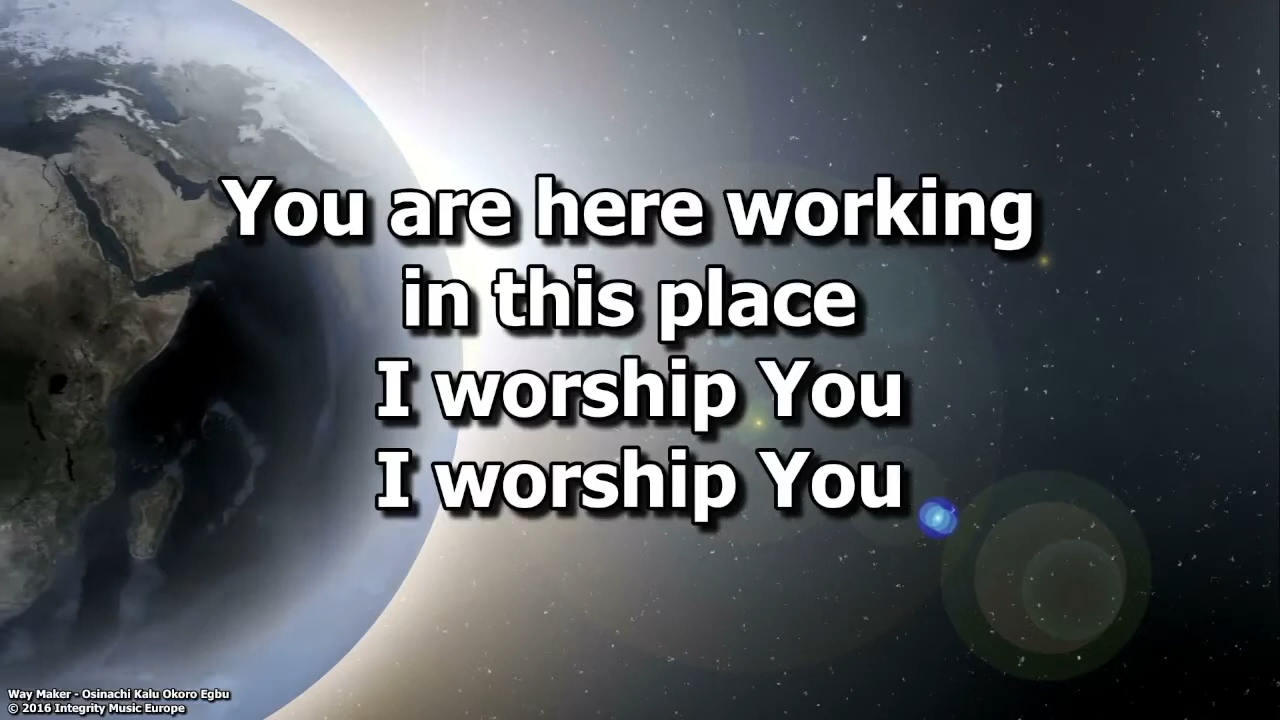 You are here working
in this place
I worship You
I worship You
Way Maker - Osinachi Kalu Okoro Egbu
© 2016 Integrity Music Europe